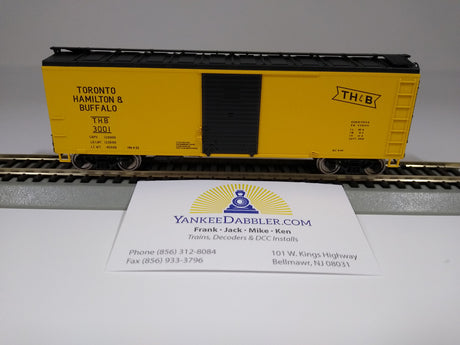 TORONTO
HAMILTON &
BUFFALO
THB
3001
TH&B
YANKEEDABBLER.COM
Frank · Jack · Mike · Ken
Trains, Decoders & DCC Installs
Phone (856) 312-8084
Fax (856) 933-3796
101 W. Kings Highway
Bellmawr, NJ 08031